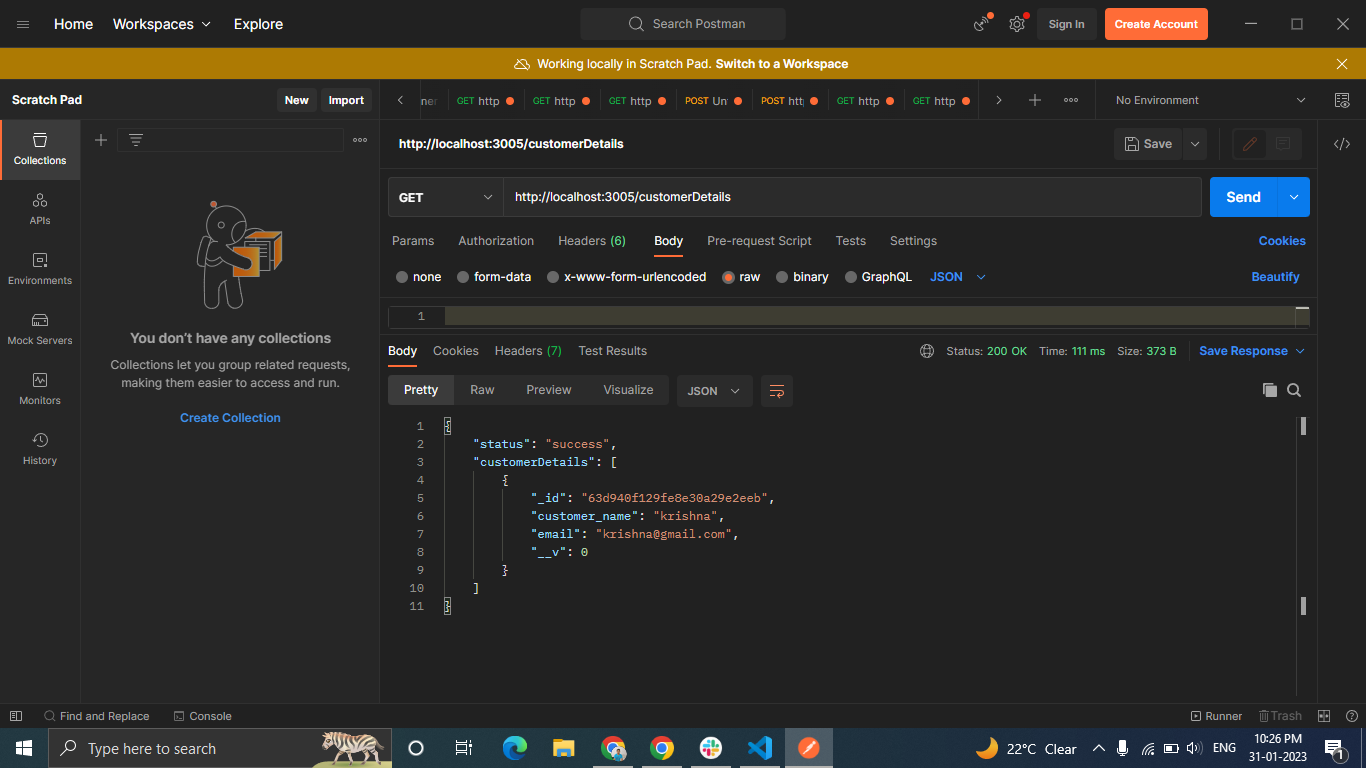 Home Workspaces Explore Search Postman Sign In Create Account
Working locally in Scratch Pad. Switch to a Workspace
Scratch Pad New Import GET http GET http GET http POST Un POST htt GET http GET http No Environment
Collections
APIs
Environments
Mock Servers
Monitors
History
You don't have any collections
Collections let you group related requests,
making them easier to access and run.
Create Collection
http://localhost:3005/customerDetails Save
GET http://localhost:3005/customerDetails Send
Params Authorization Headers (6) Body Pre-request Script Tests Settings Cookies
none form-data x-www-form-urlencoded raw binary GraphQL JSON Beautify
1
Body Cookies Headers (7) Test Results Status: 200 OK Time: 111 ms Size: 373 B Save Response
Pretty Raw Preview Visualize JSON
1 {
2 "status": "success",
3 "customerDetails": [
4 {
5 "_id": "63d940f129fe8e30a29e2eeb",
6 "customer_name": "krishna",
7 "email": "krishna@gmail.com",
8 "__v": 0
9 }
10 ]
11 }
Find and Replace Console Runner Trash
Type here to search 22°C Clear ENG 10:26 PM
31-01-2023 1